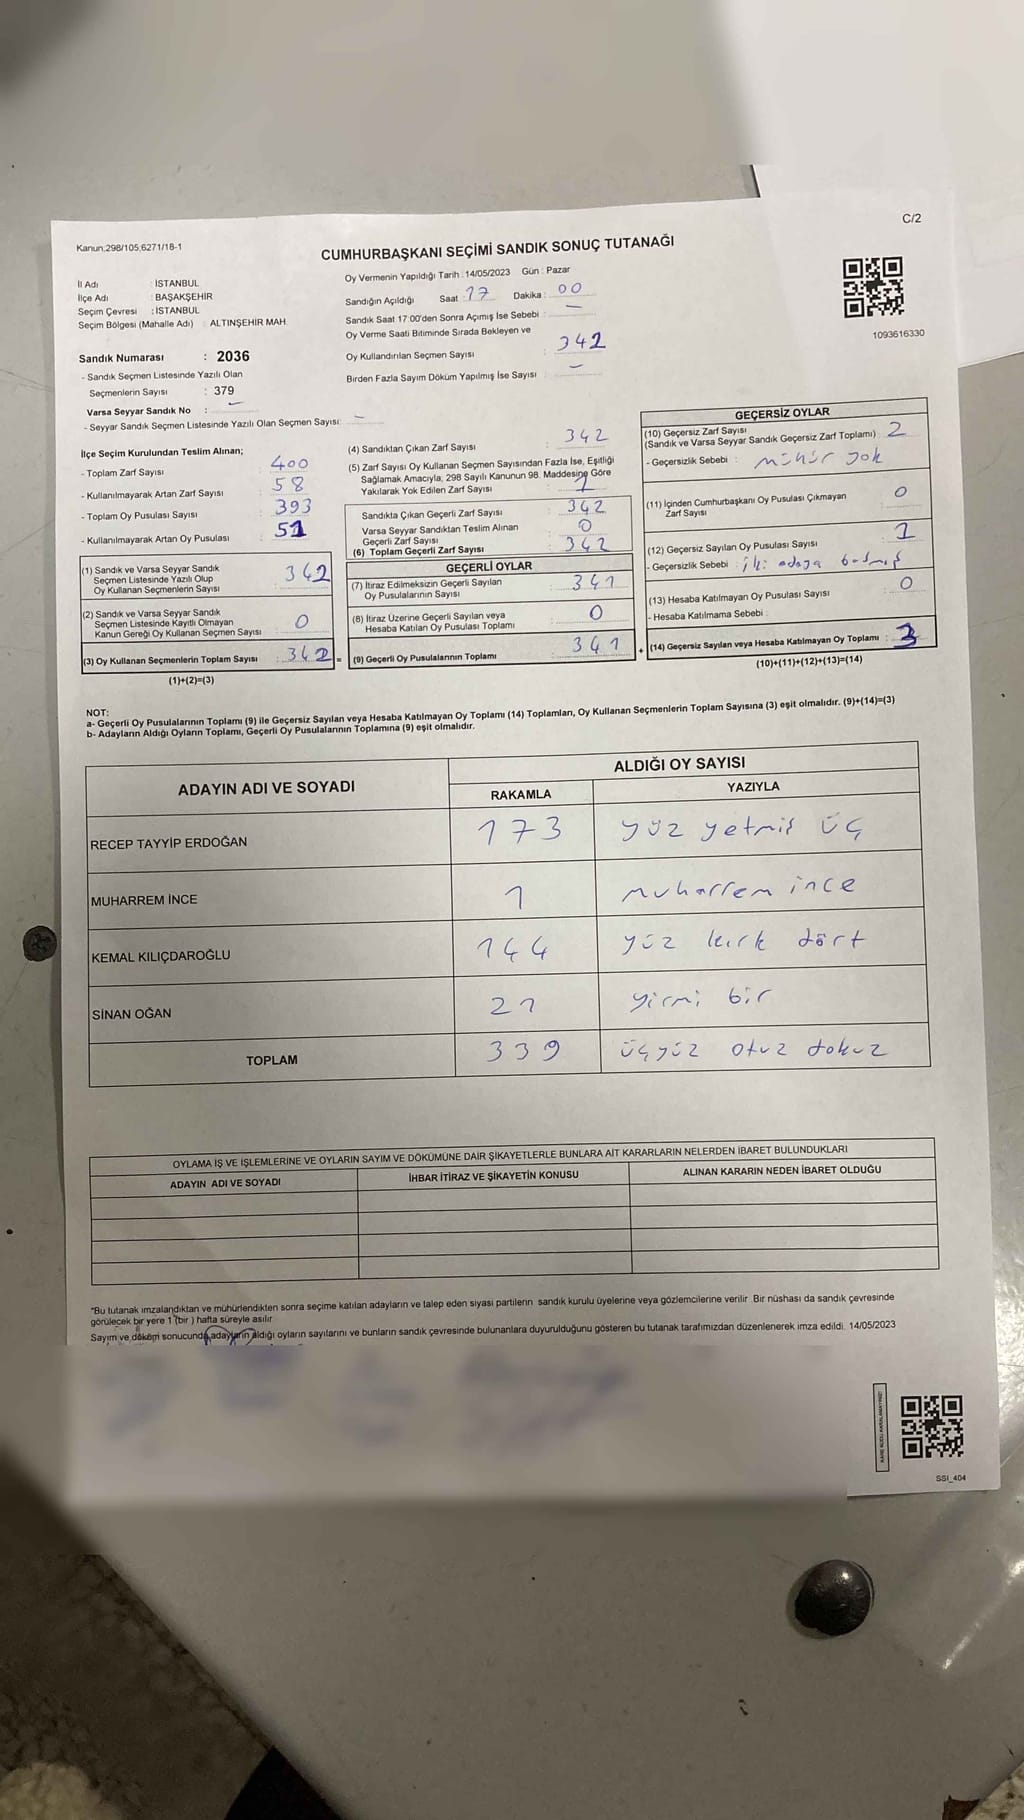 C/2
Kanun:298/105;6271/18-1
CUMHURBAŞKANI SEÇİMİ SANDIK SONUÇ TUTANAĞI
İl Adı : İSTANBUL
İlçe Adı : BAŞAKŞEHİR
Seçim Çevresi : İSTANBUL
Seçim Bölgesi (Mahalle Adı) : ALTINŞEHİR MAH.
Sandık Numarası : 2036
- Sandık Seçmen Listesinde Yazılı Olan
Seçmenlerin Sayısı : 379
Varsa Seyyar Sandık No : –
- Seyyar Sandık Seçmen Listesinde Yazılı Olan Seçmen Sayısı: –
Oy Vermenin Yapıldığı Tarih : 14/05/2023 Gün : Pazar
Sandığın Açıldığı Saat : 17 Dakika : 00
Sandık Saat 17:00'den Sonra Açımış İse Sebebi : –
Oy Verme Saati Bitiminde Sırada Bekleyen ve
Oy Kullandırılan Seçmen Sayısı : 342
Birden Fazla Sayım Döküm Yapılmış İse Sayısı : –
1093616330
İlçe Seçim Kurulundan Teslim Alınan;
- Toplam Zarf Sayısı : 400
- Kullanılmayarak Artan Zarf Sayısı : 58
- Toplam Oy Pusulası Sayısı : 393
- Kullanılmayarak Artan Oy Pusulası : 51
(1) Sandık ve Varsa Seyyar Sandık
Seçmen Listesinde Yazılı Olup
Oy Kullanan Seçmenlerin Sayısı : 342
(2) Sandık ve Varsa Seyyar Sandık
Seçmen Listesinde Kayıtlı Olmayan
Kanun Gereği Oy Kullanan Seçmen Sayısı : 0
(3) Oy Kullanan Seçmenlerin Toplam Sayısı : 342 =
(1)+(2)=(3)
(4) Sandıktan Çıkan Zarf Sayısı : 342
(5) Zarf Sayısı Oy Kullanan Seçmen Sayısından Fazla İse, Eşitliği
Sağlamak Amacıyla; 298 Sayılı Kanunun 98. Maddesine Göre
Yakılarak Yok Edilen Zarf Sayısı :
Sandıkta Çıkan Geçerli Zarf Sayısı : 342
Varsa Seyyar Sandıktan Teslim Alınan
Geçerli Zarf Sayısı : 0
(6) Toplam Geçerli Zarf Sayısı : 342
GEÇERLİ OYLAR
(7) İtiraz Edilmeksizin Geçerli Sayılan
Oy Pusulalarının Sayısı : 341
(8) İtiraz Üzerine Geçerli Sayılan veya
Hesaba Katılan Oy Pusulası Toplamı : 0
(9) Geçerli Oy Pusulalarının Toplamı : 341 +
GEÇERSİZ OYLAR
(10) Geçersiz Zarf Sayısı
(Sandık ve Varsa Seyyar Sandık Geçersiz Zarf Toplamı) : 2
- Geçersizlik Sebebi : mühür yok
(11) İçinden Cumhurbaşkanı Oy Pusulası Çıkmayan
Zarf Sayısı : 0
(12) Geçersiz Sayılan Oy Pusulası Sayısı : 1
- Geçersizlik Sebebi : iki adaya basmış
(13) Hesaba Katılmayan Oy Pusulası Sayısı : 0
- Hesaba Katılmama Sebebi :
(14) Geçersiz Sayılan veya Hesaba Katılmayan Oy Toplamı : 3
(10)+(11)+(12)+(13)=(14)
NOT:
a- Geçerli Oy Pusulalarının Toplamı (9) ile Geçersiz Sayılan veya Hesaba Katılmayan Oy Toplamı (14) Toplamları, Oy Kullanan Seçmenlerin Toplam Sayısına (3) eşit olmalıdır. (9)+(14)=(3)
b- Adayların Aldığı Oyların Toplamı, Geçerli Oy Pusulalarının Toplamına (9) eşit olmalıdır.
ADAYIN ADI VE SOYADI ALDIĞI OY SAYISI
RAKAMLA YAZIYLA
RECEP TAYYİP ERDOĞAN 173 yüz yetmiş üç
MUHARREM İNCE 1 muharrem ince
KEMAL KILIÇDAROĞLU 144 yüz kırk dört
SİNAN OĞAN 21 yirmi bir
TOPLAM 339 üçyüz otuz dokuz
OYLAMA İŞ VE İŞLEMLERİNE VE OYLARIN SAYIM VE DÖKÜMÜNE DAİR ŞİKAYETLERLE BUNLARA AİT KARARLARIN NELERDEN İBARET BULUNDUKLARI
ADAYIN ADI VE SOYADI İHBAR İTİRAZ VE ŞİKAYETİN KONUSU ALINAN KARARIN NEDEN İBARET OLDUĞU
*Bu tutanak imzalandıktan ve mühürlendikten sonra seçime katılan adayların ve talep eden siyasi partilerin sandık kurulu üyelerine veya gözlemcilerine verilir. Bir nüshası da sandık çevresinde
görülecek bir yere 1 (bir ) hafta süreyle asılır.
Sayım ve döküm sonucunda adayların aldığı oyların sayılarını ve bunların sandık çevresinde bulunanlara duyurulduğunu gösteren bu tutanak tarafımızdan düzenlenerek imza edildi. 14/05/2023
SSI_404